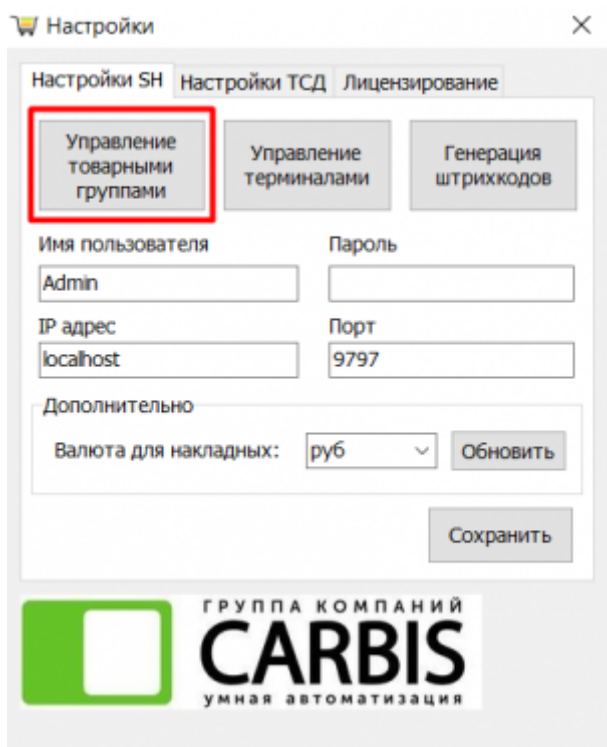 Настройки
Настройки SH Настройки ТСД Лицензирование
Управление
товарными
группами
Управление
терминалами
Генерация
штрихкодов
Имя пользователя Пароль
Admin
IP адрес Порт
localhost 9797
Дополнительно
Валюта для накладных: руб Обновить
Сохранить
ГРУППА КОМПАНИЙ
CARBIS
умная автоматизация